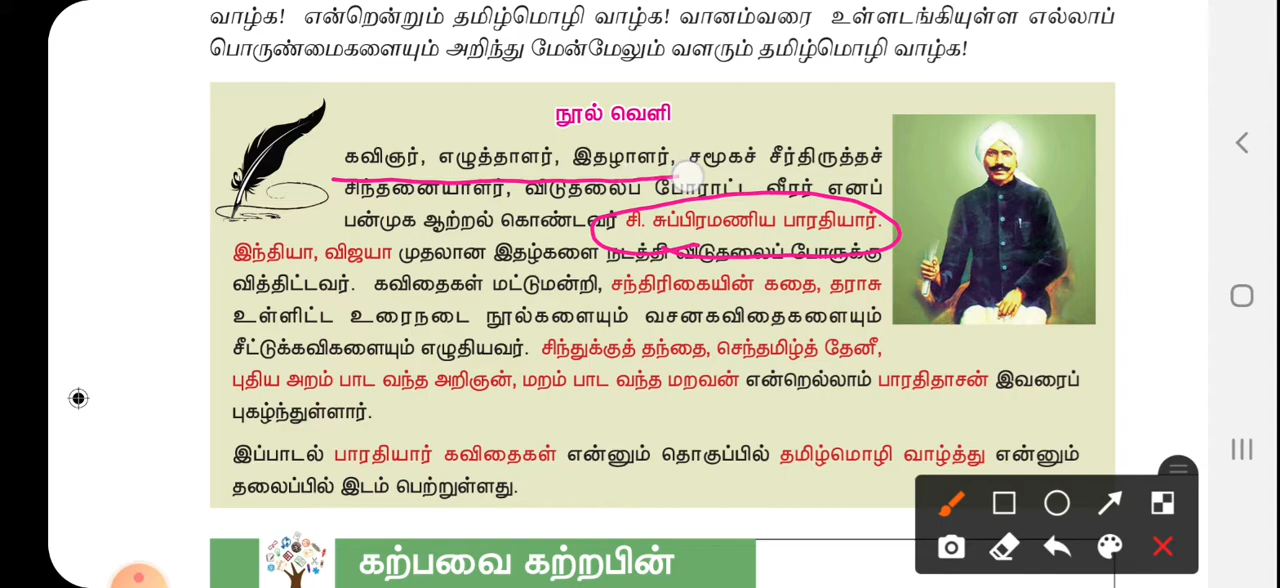 வாழ்க! என்றென்றும் தமிழ்மொழி வாழ்க! வானம்வரை உள்ளடங்கியுள்ள எல்லாப்
பொருண்மைகளையும் அறிந்து மேன்மேலும் வளரும் தமிழ்மொழி வாழ்க!
நூல் வெளி
கவிஞர், எழுத்தாளர், இதழாளர், சமூகச் சீர்திருத்தச்
சிந்தனையாளர், விடுதலைப் போராட்ட வீரர் எனப்
பன்முக ஆற்றல் கொண்டவர் சி. சுப்பிரமணிய பாரதியார்.
இந்தியா, விஜயா முதலான இதழ்களை நடத்தி விடுதலைப் போருக்கு
வித்திட்டவர். கவிதைகள் மட்டுமன்றி, சந்திரிகையின் கதை, தராசு
உள்ளிட்ட உரைநடை நூல்களையும் வசனகவிதைகளையும்
சீட்டுக்கவிகளையும் எழுதியவர். சிந்துக்குத் தந்தை, செந்தமிழ்த் தேனீ,
புதிய அறம் பாட வந்த அறிஞன், மறம் பாட வந்த மறவன் என்றெல்லாம் பாரதிதாசன் இவரைப்
புகழ்ந்துள்ளார்.
இப்பாடல் பாரதியார் கவிதைகள் என்னும் தொகுப்பில் தமிழ்மொழி வாழ்த்து என்னும்
தலைப்பில் இடம் பெற்றுள்ளது.
கற்பவை கற்றபின்